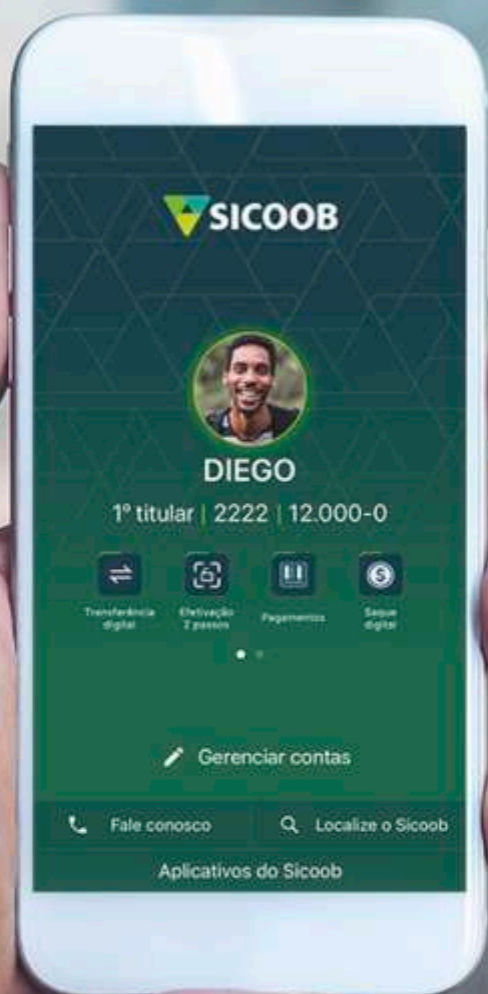 SICOOB
DIEGO
1º titular | 2222 | 12.000-0
Transferência
digital
Efetivação
2 passos
Pagamentos
Saque
digital
Gerenciar contas
Fale conosco
Localize o Sicoob
Aplicativos do Sicoob